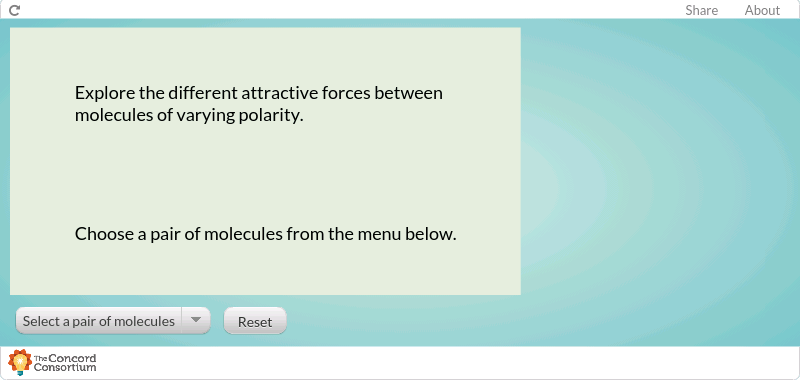 Share About
Explore the different attractive forces between
molecules of varying polarity.
Choose a pair of molecules from the menu below.
Select a pair of molecules Reset
The Concord
Consortium